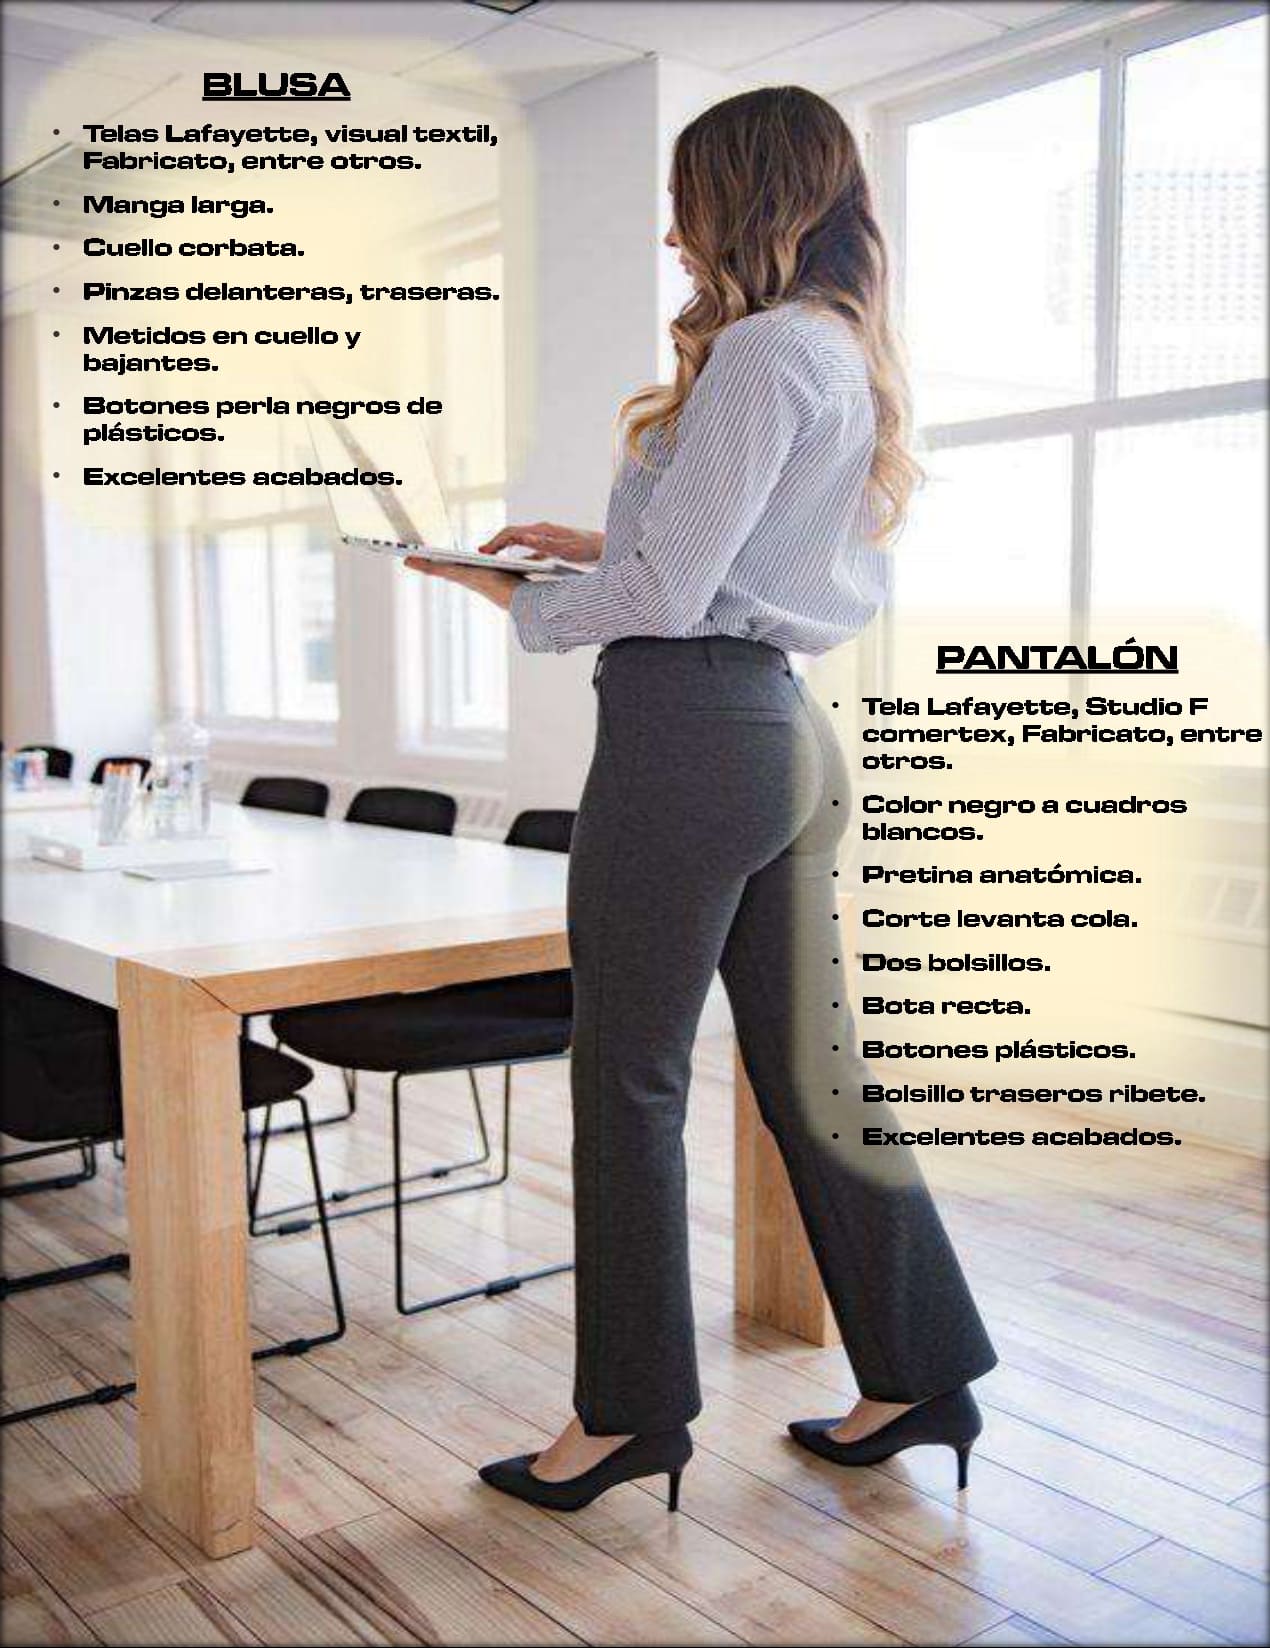 BLUSA
• Telas Lafayette, visual textil,
Fabricato, entre otros.
• Manga larga.
• Cuello corbata.
• Pinzas delanteras, traseras.
• Metidos en cuello y
bajantes.
• Botones perla negros de
plásticos.
• Excelentes acabados.
PANTALÓN
• Tela Lafayette, Studio F
comertex, Fabricato, entre
otros.
• Color negro a cuadros
blancos.
• Pretina anatómica.
• Corte levanta cola.
• Dos bolsillos.
• Bota recta.
• Botones plásticos.
• Bolsillo traseros ribete.
• Excelentes acabados.